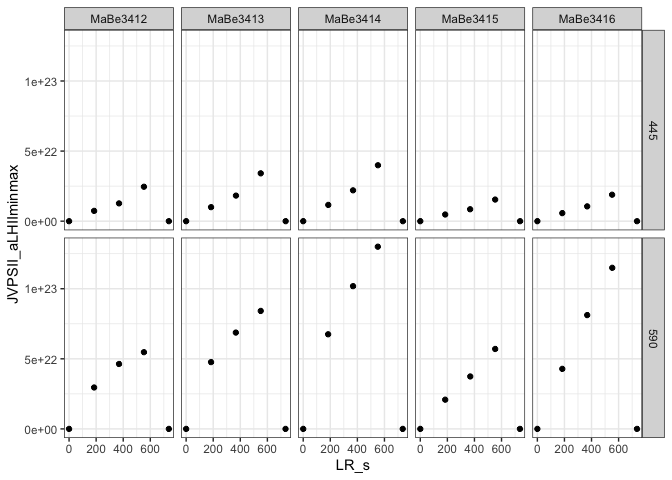 MaBe3412 MaBe3413 MaBe3414 MaBe3415 MaBe3416
1e+23
5e+22
0e+00
445
JVPSII_aLHIIminmax
1e+23
5e+22
0e+00
590
0 200 400 600 0 200 400 600 0 200 400 600 0 200 400 600 0 200 400 600
LR_s